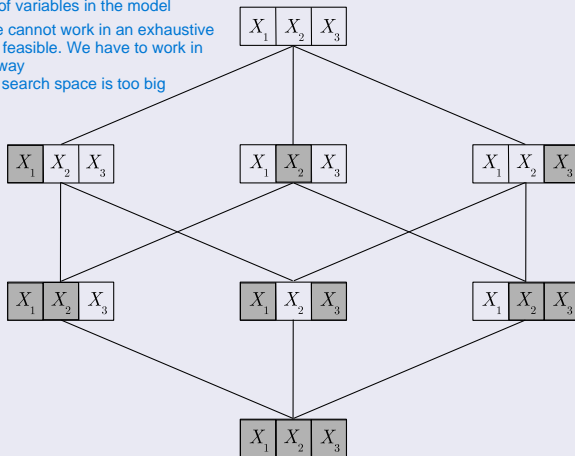 of variables in the model
e cannot work in an exhaustive
feasible. We have to work in
way
search space is too big
X1 X2 X3
X1 X2 X3 X1 X2 X3 X1 X2 X3
X1 X2 X3 X1 X2 X3 X1 X2 X3
X1 X2 X3